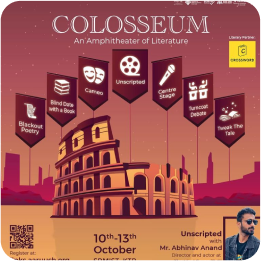 COLOSSEUM
An Amphitheater of Literature
Literary Partner
CROSSWORD
Blackout
Poetry
Blind Date
with a Book
Cameo
Unscripted
Centre
Stage
Turncoat
Debate
Tweak The
Tale
10th-13th
October
Register at:
Unscripted
with
Mr. Abhinav Anand
Director and actor at